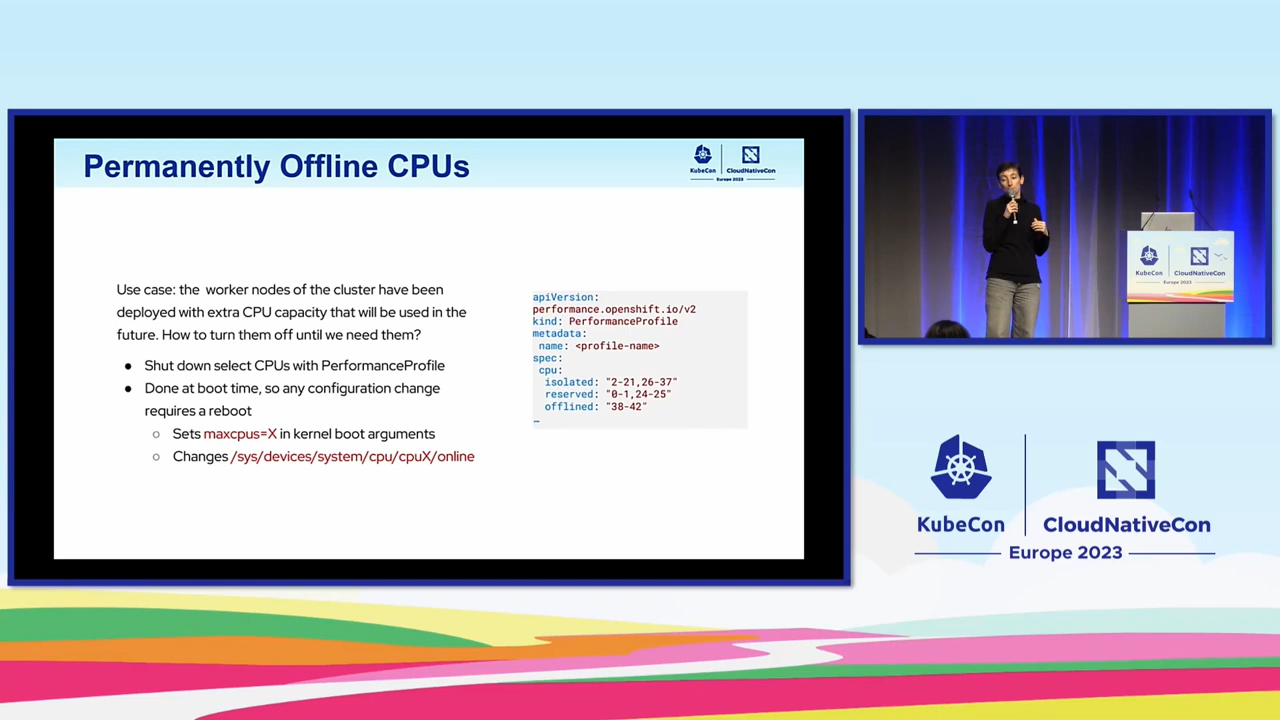 Permanently Offline CPUs
KubeCon
CloudNativeCon
Europe 2023
Use case: the worker nodes of the cluster have been
deployed with extra CPU capacity that will be used in the
future. How to turn them off until we need them?
● Shut down select CPUs with PerformanceProfile
● Done at boot time, so any configuration change
requires a reboot
○ Sets maxcpus=X in kernel boot arguments
○ Changes /sys/devices/system/cpu/cpuX/online
apiVersion:
performance.openshift.io/v2
kind: PerformanceProfile
metadata:
name: <profile-name>
spec:
cpu:
isolated: "2-21,26-37"
reserved: "0-1,24-25"
offlined: "38-42"
…
KubeCon
CloudNativeCon
KubeCon
CloudNativeCon
Europe 2023